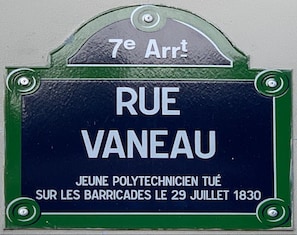 7e Arrt
RUE
VANEAU
JEUNE POLYTECHNICIEN TUÉ
SUR LES BARRICADES LE 29 JUILLET 1830